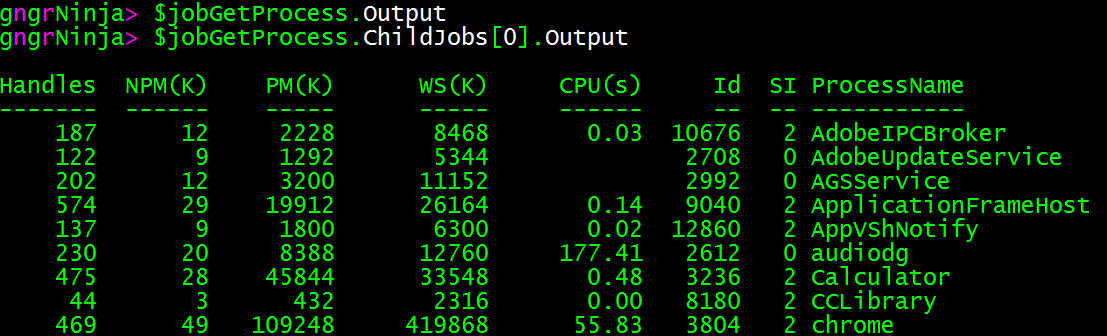 gngrNinja> $jobGetProcess.Output
gngrNinja> $jobGetProcess.ChildJobs[0].Output
Handles NPM(K) PM(K) WS(K) CPU(s) Id SI ProcessName
------- ------ ----- ----- ------ -- -- -----------
187 12 2228 8468 0.03 10676 2 AdobeIPCBroker
122 9 1292 5344 2708 0 AdobeUpdateService
202 12 3200 11152 2992 0 AGSService
574 29 19912 26164 0.14 9040 2 ApplicationFrameHost
137 9 1800 6300 0.02 12860 2 AppVShNotify
230 20 8388 12760 177.41 2612 0 audiodg
475 28 45844 33548 0.48 3236 2 Calculator
44 3 432 2316 0.00 8180 2 CCLibrary
469 49 109248 419868 55.83 3804 2 chrome